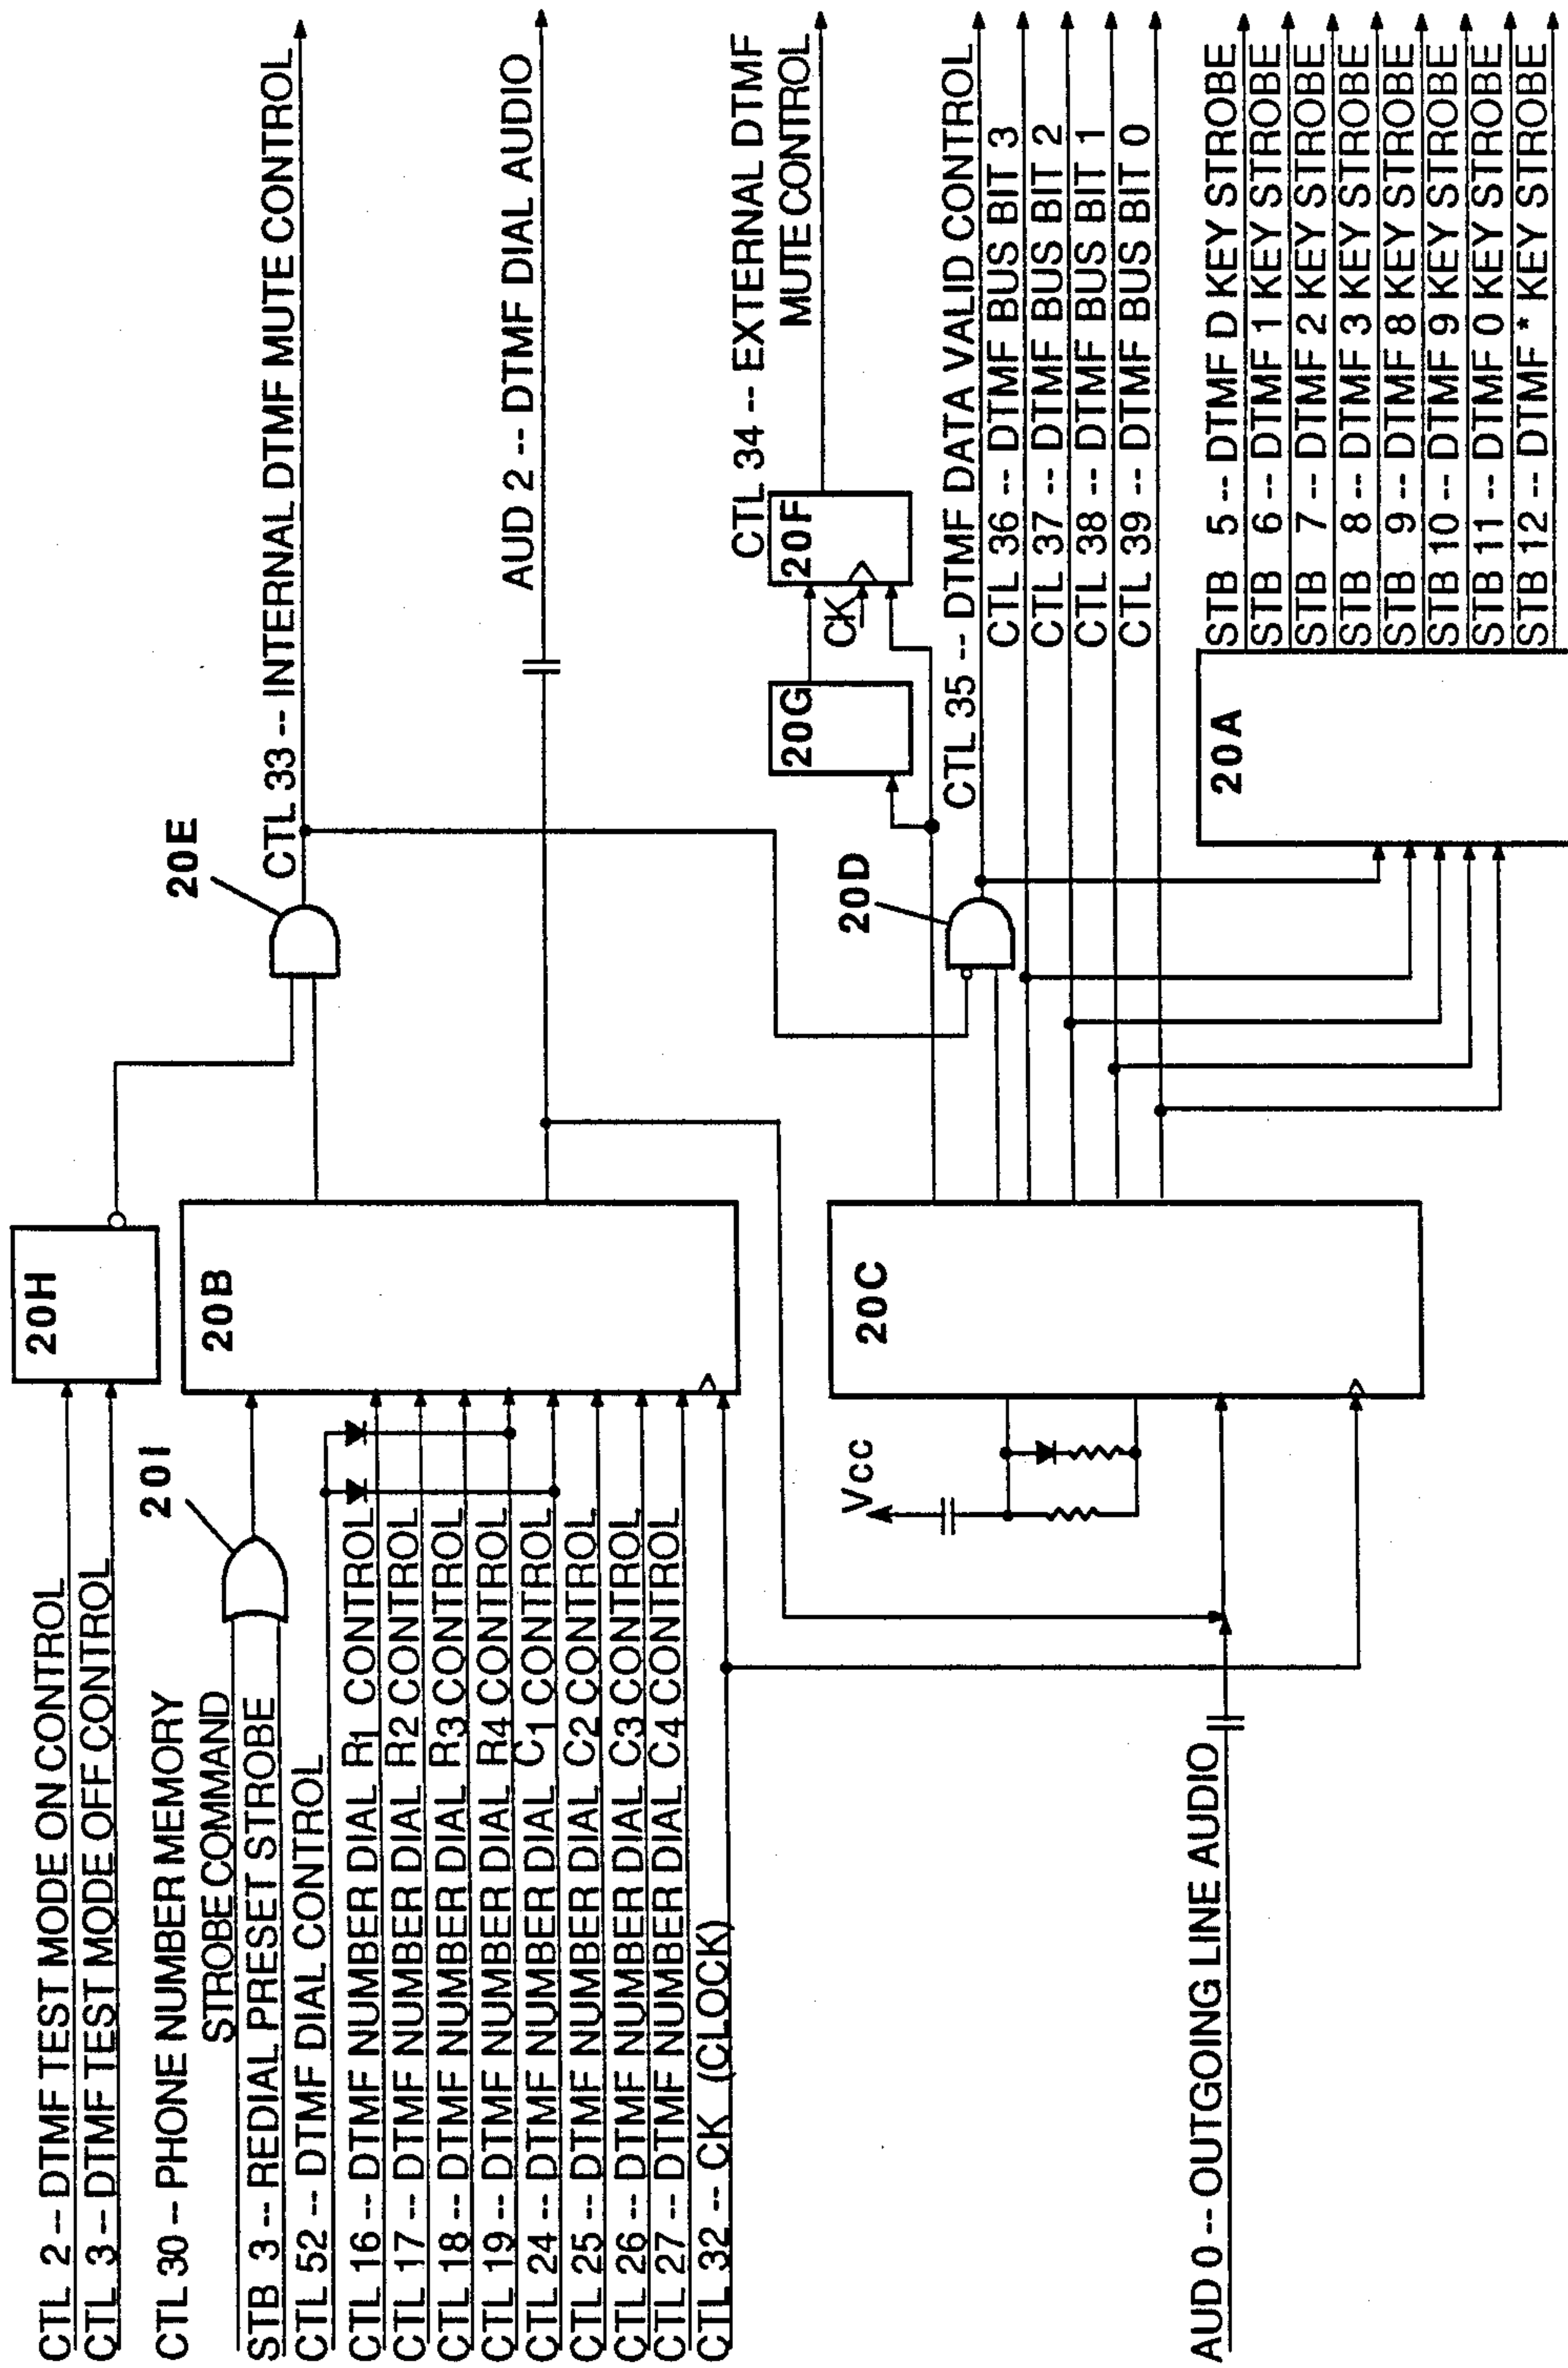 CTL 2 -- DTMF TEST MODE ON CONTROL
CTL 3 -- DTMF TEST MODE OFF CONTROL
CTL 30 -- PHONE NUMBER MEMORY
STROBE COMMAND
STB 3 -- REDIAL PRESET STROBE
CTL 52 -- DTMF DIAL CONTROL
CTL 16 -- DTMF NUMBER DIAL R1 CONTROL
CTL 17 -- DTMF NUMBER DIAL R2 CONTROL
CTL 18 -- DTMF NUMBER DIAL R3 CONTROL
CTL 19 -- DTMF NUMBER DIAL R4 CONTROL
CTL 24 -- DTMF NUMBER DIAL C1 CONTROL
CTL 25 -- DTMF NUMBER DIAL C2 CONTROL
CTL 26 -- DTMF NUMBER DIAL C3 CONTROL
CTL 27 -- DTMF NUMBER DIAL C4 CONTROL
CTL 32 -- CK (CLOCK)
AUD 0 -- OUTGOING LINE AUDIO
20I
Vcc
20H
20B
20C
20E
20D
20G
20F
CK
20A
CTL 33 -- INTERNAL DTMF MUTE CONTROL
AUD 2 -- DTMF DIAL AUDIO
CTL 34 -- EXTERNAL DTMF
MUTE CONTROL
CTL 35 -- DTMF DATA VALID CONTROL
CTL 36 -- DTMF BUS BIT 3
CTL 37 -- DTMF BUS BIT 2
CTL 38 -- DTMF BUS BIT 1
CTL 39 -- DTMF BUS BIT 0
STB 5 -- DTMF D KEY STROBE
STB 6 -- DTMF 1 KEY STROBE
STB 7 -- DTMF 2 KEY STROBE
STB 8 -- DTMF 3 KEY STROBE
STB 9 -- DTMF 8 KEY STROBE
STB 10 -- DTMF 9 KEY STROBE
STB 11 -- DTMF 0 KEY STROBE
STB 12 -- DTMF * KEY STROBE